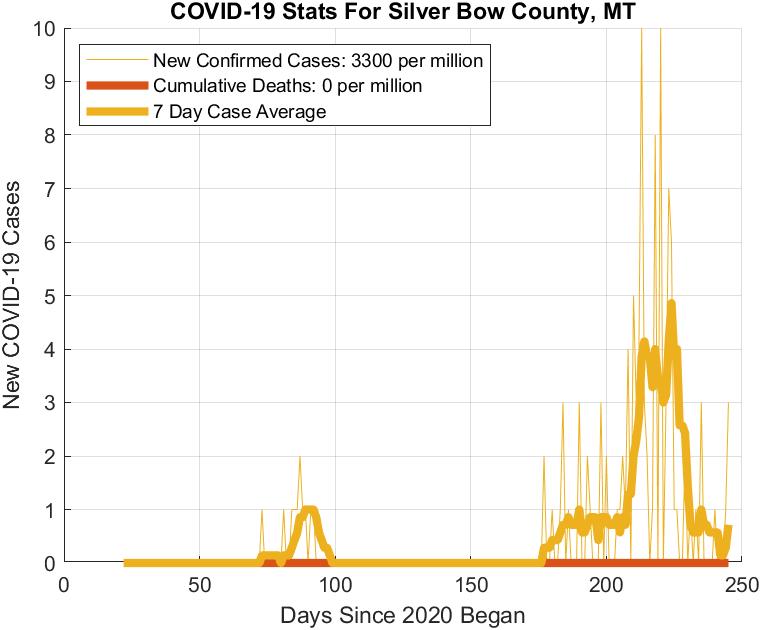 COVID-19 Stats For Silver Bow County, MT
New Confirmed Cases: 3300 per million
Cumulative Deaths: 0 per million
7 Day Case Average
New COVID-19 Cases
10
9
8
7
6
5
4
3
2
1
0
0 50 100 150 200 250
Days Since 2020 Began